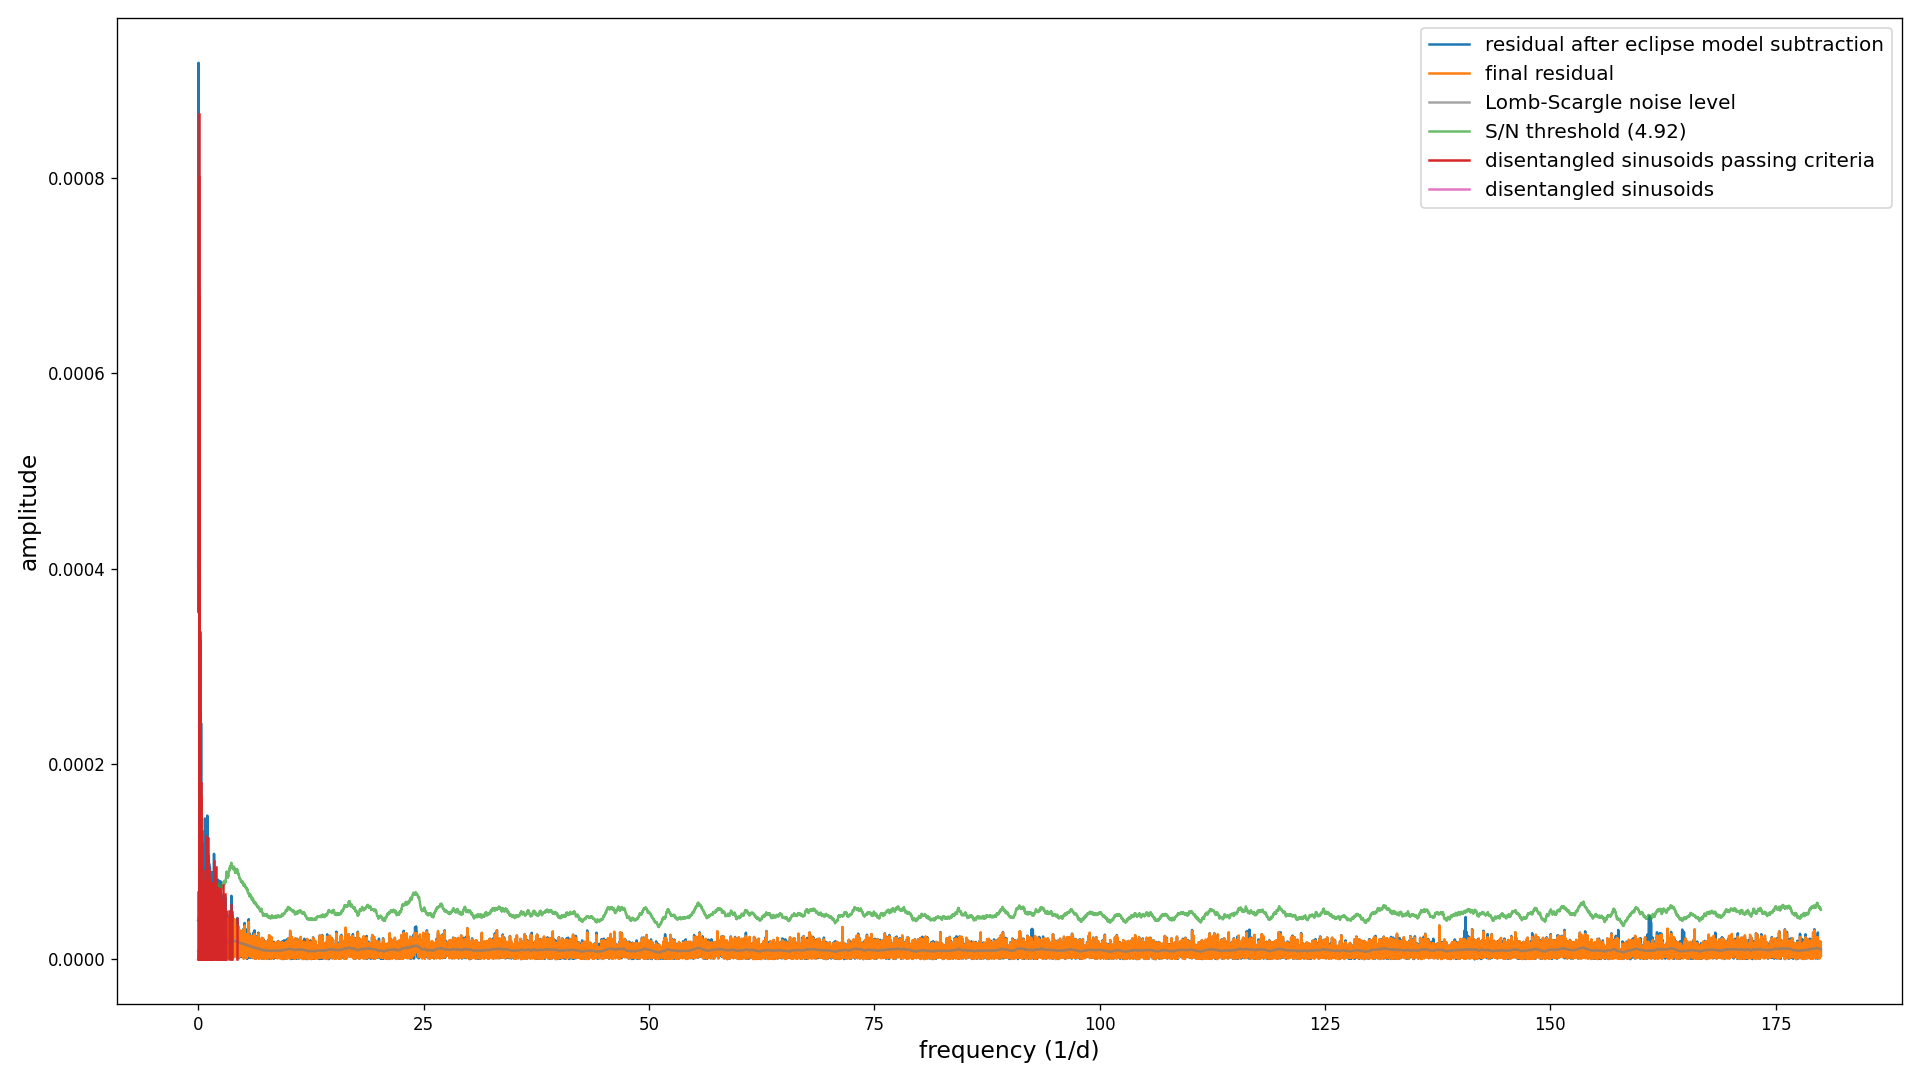 residual after eclipse model subtraction
final residual
Lomb-Scargle noise level
S/N threshold (4.92)
disentangled sinusoids passing criteria
disentangled sinusoids
amplitude
0.0008
0.0006
0.0004
0.0002
0.0000
0 25 50 75 100 125 150 175
frequency (1/d)